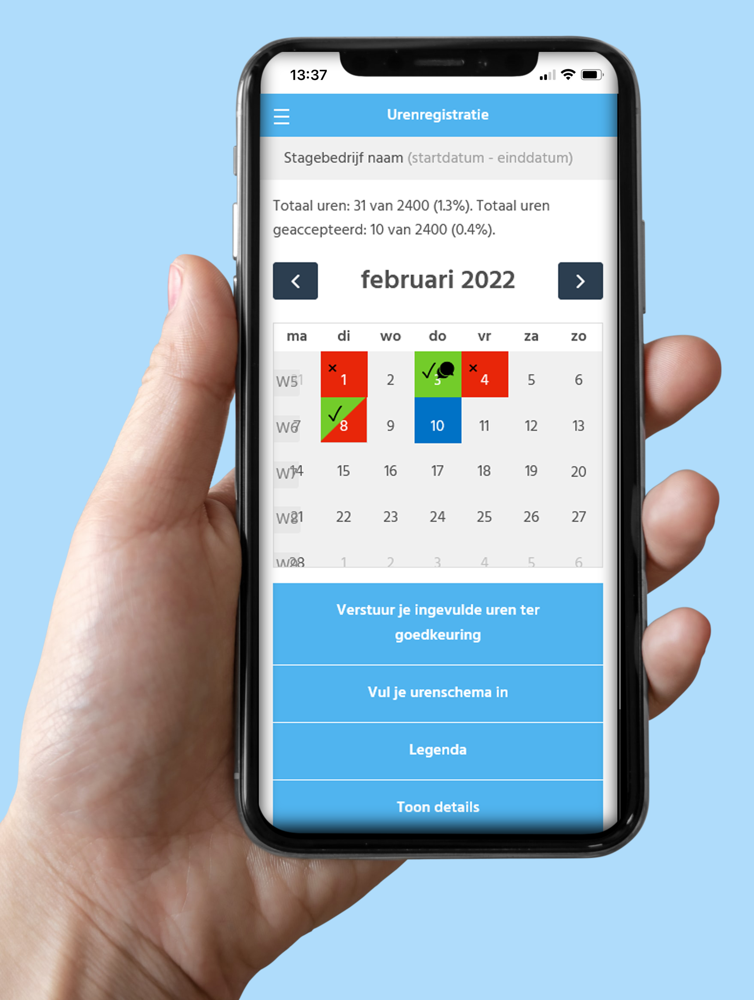 13:37
Urenregistratie
Stagebedrijf naam (startdatum - einddatum)
Totaal uren: 31 van 2400 (1.3%). Totaal uren
geaccepteerd: 10 van 2400 (0.4%).
februari 2022
ma di wo do vr za zo
W5 31 1 2 3 4 5 6
W6 7 8 9 10 11 12 13
W7 14 15 16 17 18 19 20
W8 21 22 23 24 25 26 27
W9 28 1 2 3 4 5 6
Verstuur je ingevulde uren ter
goedkeuring
Vul je urenschema in
Legenda
Toon details